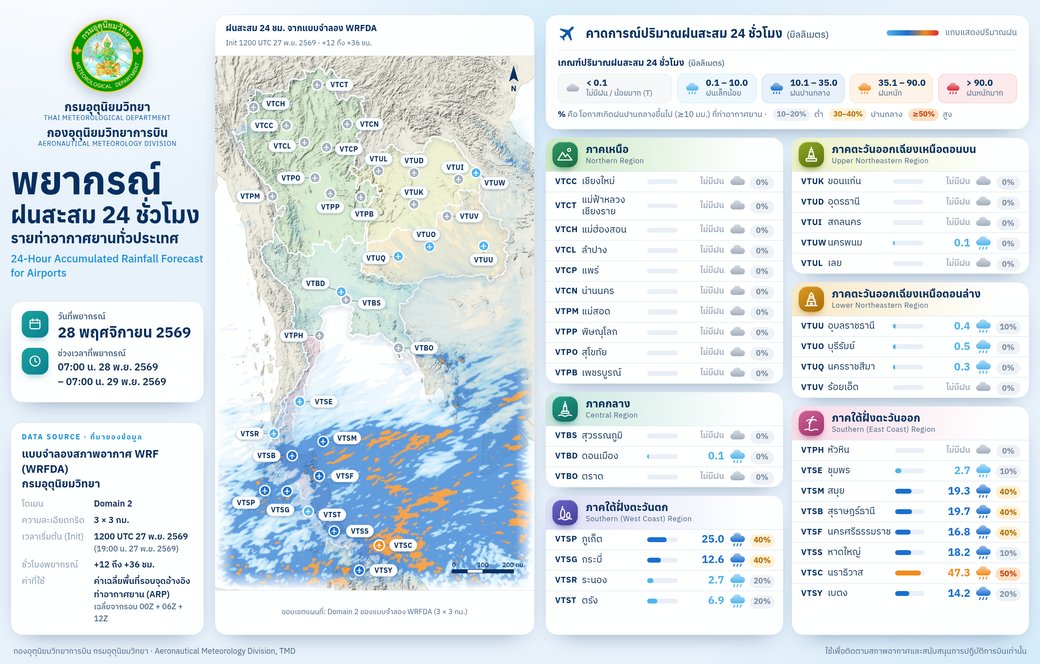 กรมอุตุนิยมวิทยา
METEOROLOGICAL DEPARTMENT
กรมอุตุนิยมวิทยา
THAI METEOROLOGICAL DEPARTMENT
กองอุตุนิยมวิทยาการบิน
AERONAUTICAL METEOROLOGY DIVISION
พยากรณ์
ฝนสะสม 24 ชั่วโมง
รายท่าอากาศยานทั่วประเทศ
24-Hour Accumulated Rainfall Forecast
for Airports
วันที่พยากรณ์
28 พฤศจิกายน 2569
ช่วงเวลาที่พยากรณ์
07:00 น. 28 พ.ย. 2569
– 07:00 น. 29 พ.ย. 2569
DATA SOURCE · ที่มาของข้อมูล
แบบจำลองสภาพอากาศ WRF
(WRFDA)
กรมอุตุนิยมวิทยา
โดเมน Domain 2
ความละเอียดกริด 3 × 3 กม.
เวลาเริ่มต้น (Init) 1200 UTC 27 พ.ย. 2569
(19:00 น. 27 พ.ย. 2569)
ชั่วโมงพยากรณ์ +12 ถึง +36 ชม.
ค่าที่ใช้ ค่าเฉลี่ยพื้นที่รอบจุดอ้างอิง
ท่าอากาศยาน (ARP)
เฉลี่ยจากรอบ 00Z + 06Z +
12Z
ฝนสะสม 24 ชม. จากแบบจำลอง WRFDA
Init 1200 UTC 27 พ.ย. 2569 · +12 ถึง +36 ชม.
N
VTCT
VTCH
VTCC
VTCN
VTCL
VTCP
VTUL
VTUD
VTUI
VTPO
VTUW
VTPM
VTUK
VTPP
VTPB
VTUV
VTUO
VTUQ
VTUU
VTBD
VTBS
VTPH
VTBO
VTSE
VTSR
VTSM
VTSB
VTSF
VTSP
VTSG
VTST
VTSS
VTSC
VTSY
0 100 200 กม.
ขอบเขตแผนที่: Domain 2 ของแบบจำลอง WRFDA (3 × 3 กม.)
คาดการณ์ปริมาณฝนสะสม 24 ชั่วโมง (มิลลิเมตร)
แถบแสดงปริมาณฝน
เกณฑ์ปริมาณฝนสะสม 24 ชั่วโมง (มิลลิเมตร)
< 0.1
ไม่มีฝน / น้อยมาก (T)
0.1 – 10.0
ฝนเล็กน้อย
10.1 – 35.0
ฝนปานกลาง
35.1 – 90.0
ฝนหนัก
> 90.0
ฝนหนักมาก
% คือ โอกาสเกิดฝนปานกลางขึ้นไป (≥10 มม.) ที่ท่าอากาศยาน · 10–20% ต่ำ 30–40% ปานกลาง ≥50% สูง
ภาคเหนือ
Northern Region
VTCC เชียงใหม่ ไม่มีฝน 0%
VTCT แม่ฟ้าหลวง เชียงราย ไม่มีฝน 0%
VTCH แม่ฮ่องสอน ไม่มีฝน 0%
VTCL ลำปาง ไม่มีฝน 0%
VTCP แพร่ ไม่มีฝน 0%
VTCN น่านนคร ไม่มีฝน 0%
VTPM แม่สอด ไม่มีฝน 0%
VTPP พิษณุโลก ไม่มีฝน 0%
VTPO สุโขทัย ไม่มีฝน 0%
VTPB เพชรบูรณ์ ไม่มีฝน 0%
ภาคกลาง
Central Region
VTBS สุวรรณภูมิ ไม่มีฝน 0%
VTBD ดอนเมือง 0.1 0%
VTBO ตราด ไม่มีฝน 0%
ภาคใต้ฝั่งตะวันตก
Southern (West Coast) Region
VTSP ภูเก็ต 25.0 40%
VTSG กระบี่ 12.6 40%
VTSR ระนอง 2.7 20%
VTST ตรัง 6.9 20%
ภาคตะวันออกเฉียงเหนือตอนบน
Upper Northeastern Region
VTUK ขอนแก่น ไม่มีฝน 0%
VTUD อุดรธานี ไม่มีฝน 0%
VTUI สกลนคร ไม่มีฝน 0%
VTUW นครพนม 0.1 0%
VTUL เลย ไม่มีฝน 0%
ภาคตะวันออกเฉียงเหนือตอนล่าง
Lower Northeastern Region
VTUU อุบลราชธานี 0.4 10%
VTUO บุรีรัมย์ 0.5 0%
VTUQ นครราชสีมา 0.3 0%
VTUV ร้อยเอ็ด ไม่มีฝน 0%
ภาคใต้ฝั่งตะวันออก
Southern (East Coast) Region
VTPH หัวหิน ไม่มีฝน 0%
VTSE ชุมพร 2.7 10%
VTSM สมุย 19.3 40%
VTSB สุราษฎร์ธานี 19.7 40%
VTSF นครศรีธรรมราช 16.8 40%
VTSS หาดใหญ่ 18.2 10%
VTSC นราธิวาส 47.3 50%
VTSY เบตง 14.2 20%
กองอุตุนิยมวิทยาการบิน กรมอุตุนิยมวิทยา · Aeronautical Meteorology Division, TMD
ใช้เพื่อติดตามสภาพอากาศและสนับสนุนการปฏิบัติการบินเท่านั้น